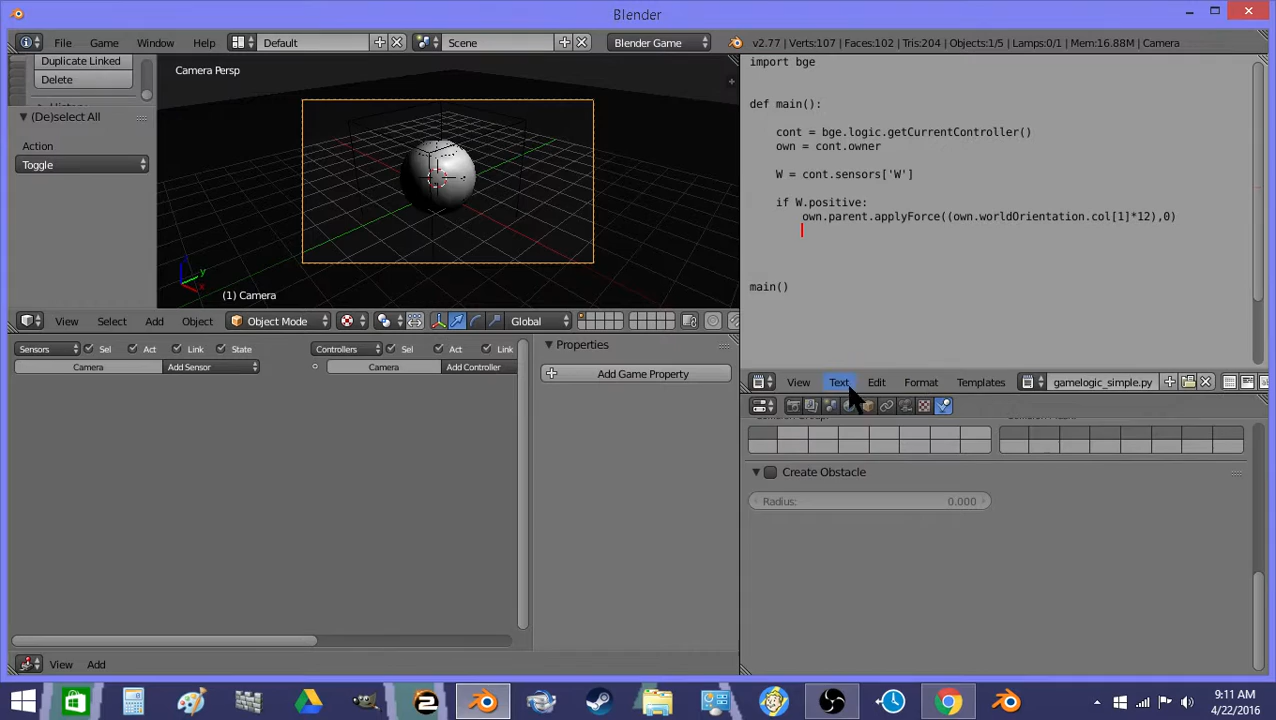 Blender
File Game Window Help Default Scene Blender Game v2.77 | Verts:107 | Faces:102 | Tris:204 | Objects:1/5 | Lamps:0/1 | Mem:16.88M | Camera
Duplicate Linked
Delete
(De)select All
Action
Toggle
Camera Persp
(1) Camera
z
y
x
import bge
def main():
cont = bge.logic.getCurrentController()
own = cont.owner
W = cont.sensors['W']
if W.positive:
own.parent.applyForce((own.worldOrientation.col[1]*12),0)
main()
View Select Add Object Object Mode Global
View Text Edit Format Templates gamelogic_simple.py
Sensors Sel Act Link State Controllers Sel Act Link
Camera Add Sensor Camera Add Controller
Properties
Add Game Property
Create Obstacle
Radius: 0.000
View Add
9:11 AM
4/22/2016